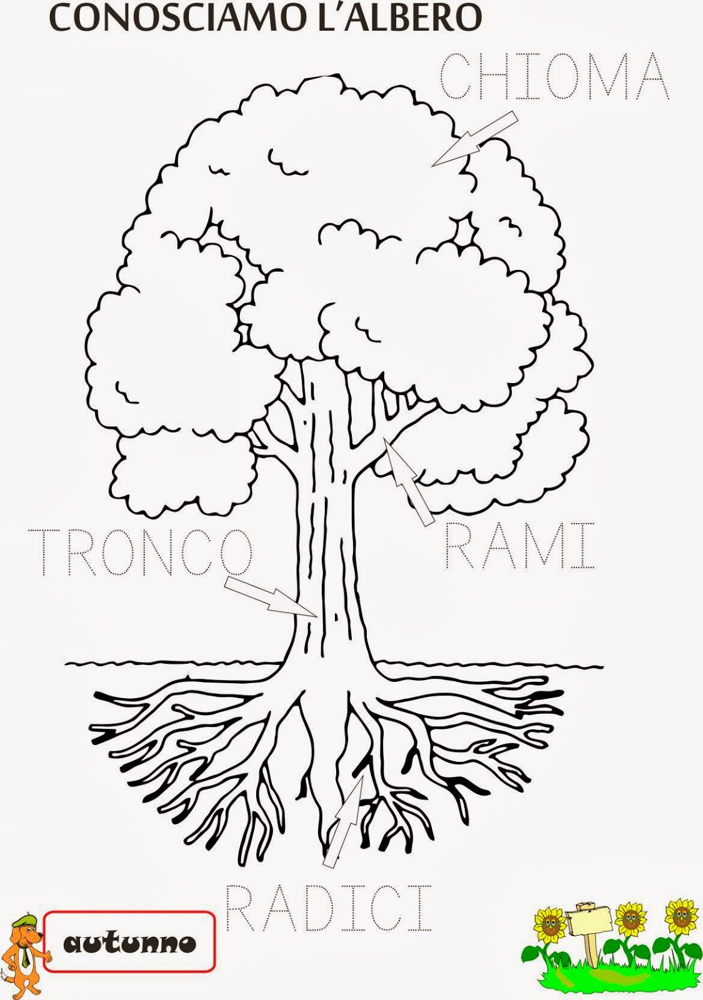 CONOSCIAMO L'ALBERO
CHIOMA
TRONCO
RAMI
RADICI
autunno